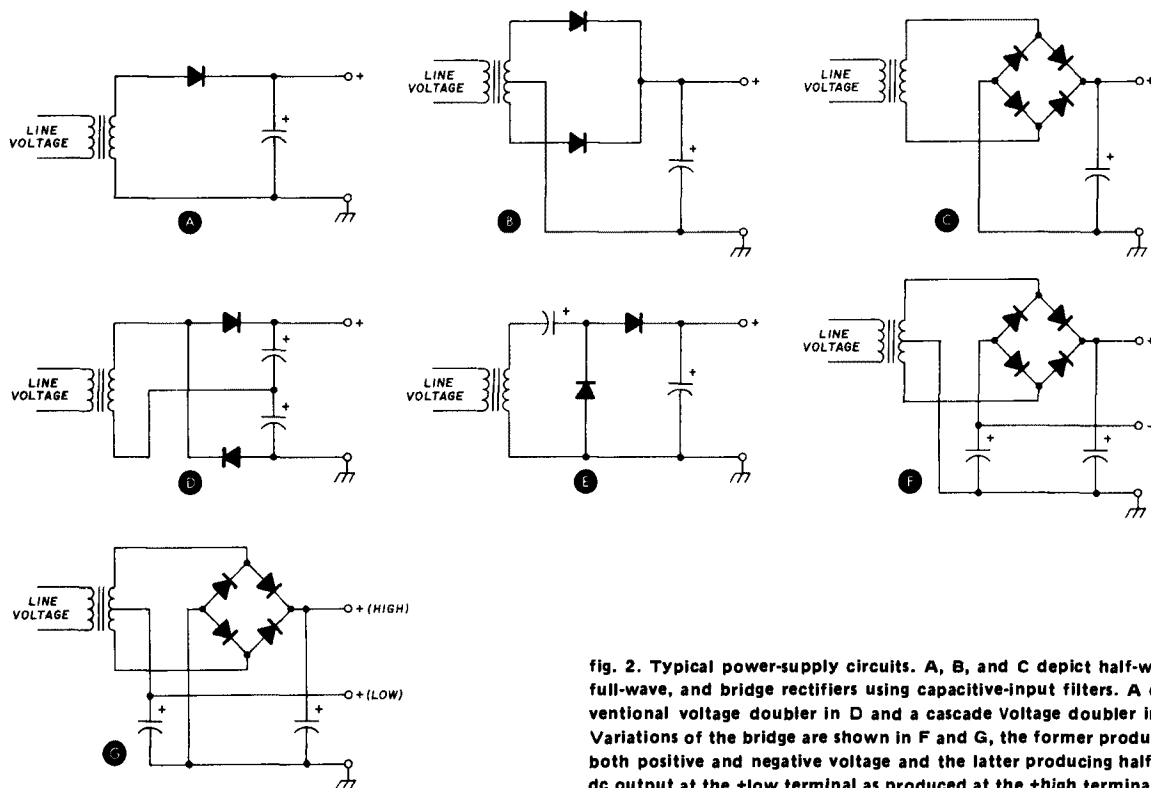 LINE
VOLTAGE
+
+
A
LINE
VOLTAGE
+
+
B
LINE
VOLTAGE
+
+
C
LINE
VOLTAGE
+
+
+
D
LINE
VOLTAGE
+
+
+
E
LINE
VOLTAGE
+
-
+
+
F
LINE
VOLTAGE
+ (HIGH)
+ (LOW)
+
+
G
fig. 2. Typical power-supply circuits. A, B, and C depict half-w
full-wave, and bridge rectifiers using capacitive-input filters. A
ventional voltage doubler in D and a cascade Voltage doubler in
Variations of the bridge are shown in F and G, the former produ
both positive and negative voltage and the latter producing half
dc output at the +low terminal as produced at the +high terminal